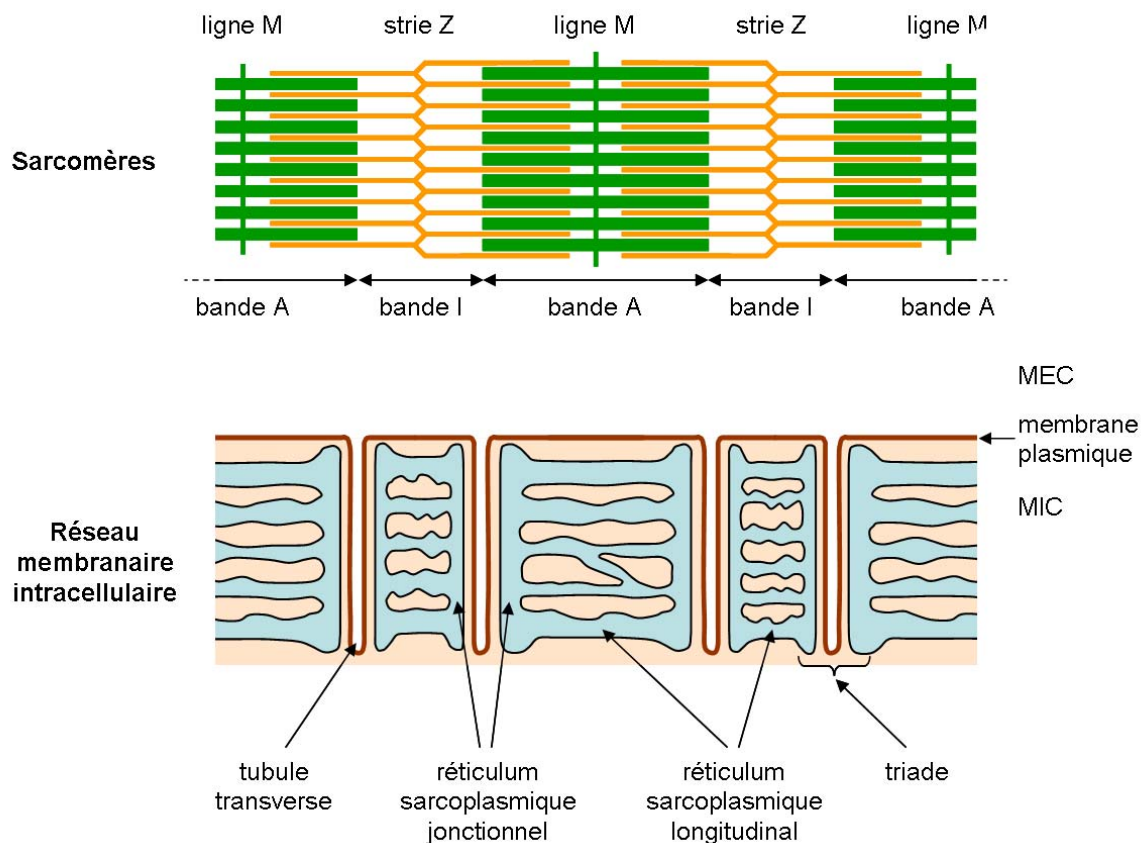 ligne M strie Z ligne M strie Z ligne M
Sarcomères
bande A bande I bande A bande I bande A
MEC
membrane
plasmique
MIC
Réseau
membranaire
intracellulaire
tubule
transverse
réticulum
sarcoplasmique
jonctionnel
réticulum
sarcoplasmique
longitudinal
triade